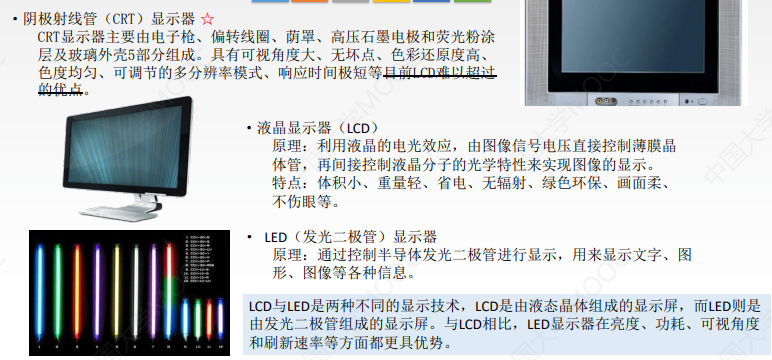 • 阴极射线管（CRT）显示器 ☆
CRT显示器主要由电子枪、偏转线圈、荫罩、高压石墨电极和荧光粉涂
层及玻璃外壳5部分组成。具有可视角度大、无坏点、色彩还原度高、
色度均匀、可调节的多分辨率模式、响应时间极短等目前LCD难以超过
的优点。
• 液晶显示器（LCD）
原理：利用液晶的电光效应，由图像信号电压直接控制薄膜晶
体管，再间接控制液晶分子的光学特性来实现图像的显示。
特点：体积小、重量轻、省电、无辐射、绿色环保、画面柔、
不伤眼等。
• LED（发光二极管）显示器
原理：通过控制半导体发光二极管进行显示，用来显示文字、图
形、图像等各种信息。
LCD与LED是两种不同的显示技术，LCD是由液态晶体组成的显示屏，而LED则是
由发光二极管组成的显示屏。与LCD相比，LED显示器在亮度、功耗、可视角度
和刷新速率等方面都更具优势。
中国大学MOOC